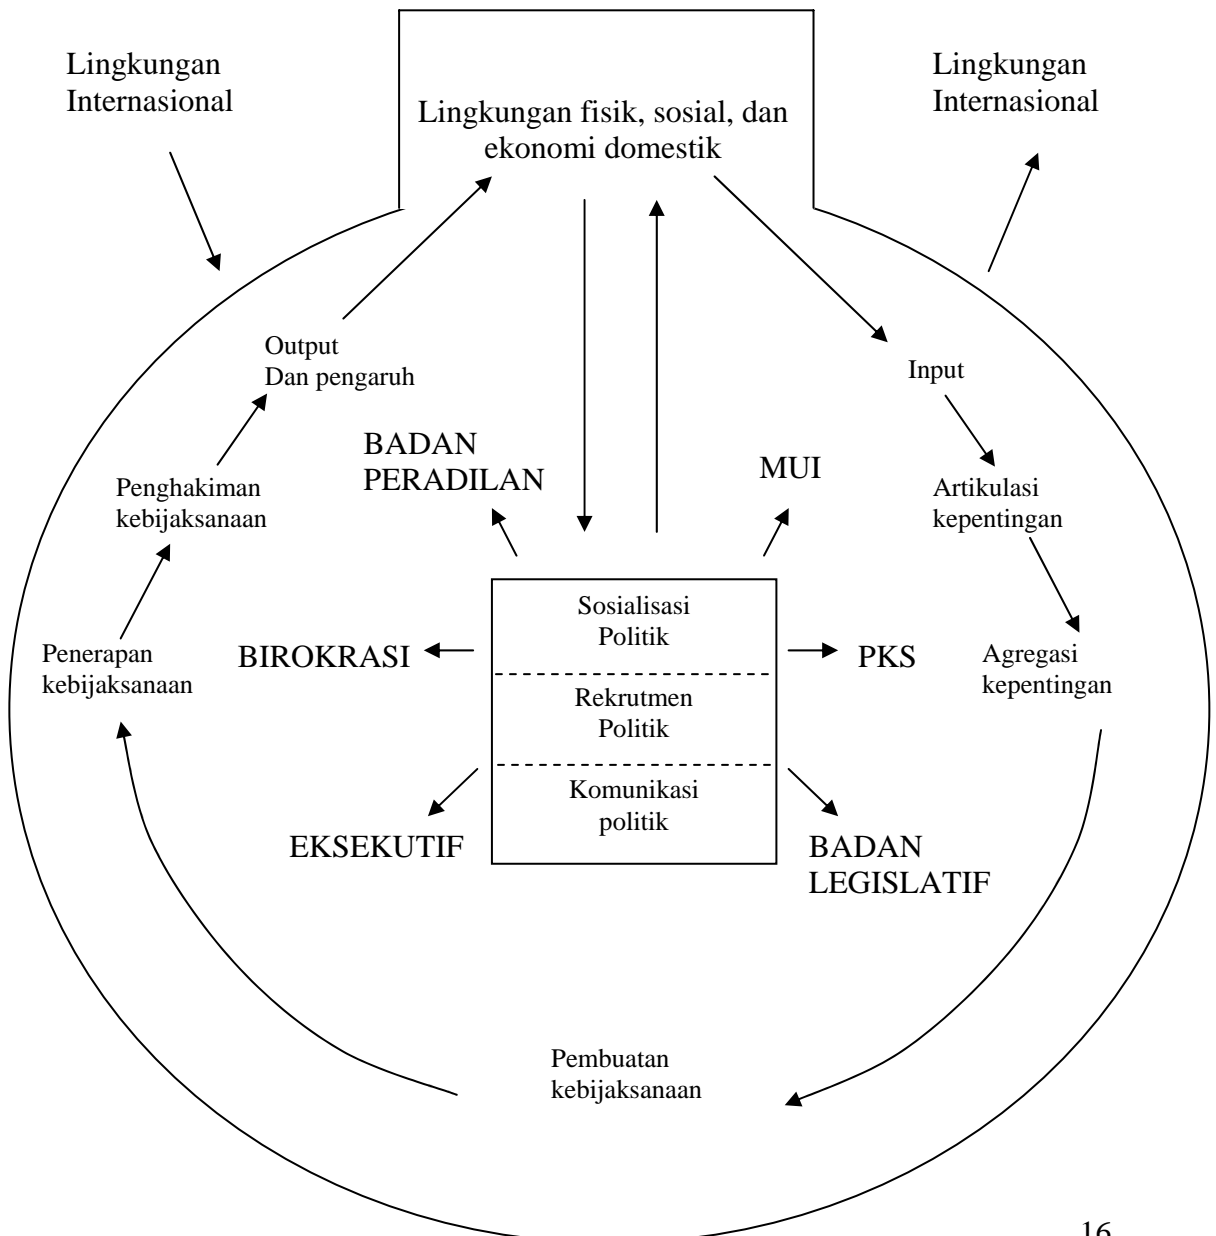 Lingkungan
Internasional
Lingkungan
Internasional
Lingkungan fisik, sosial, dan
ekonomi domestik
Output
Dan pengaruh
Input
BADAN
PERADILAN
MUI
Penghakiman
kebijaksanaan
Artikulasi
kepentingan
Sosialisasi
Politik
Penerapan
kebijaksanaan
BIROKRASI
PKS
Agregasi
kepentingan
Rekrutmen
Politik
Komunikasi
politik
EKSEKUTIF
BADAN
LEGISLATIF
Pembuatan
kebijaksanaan
16